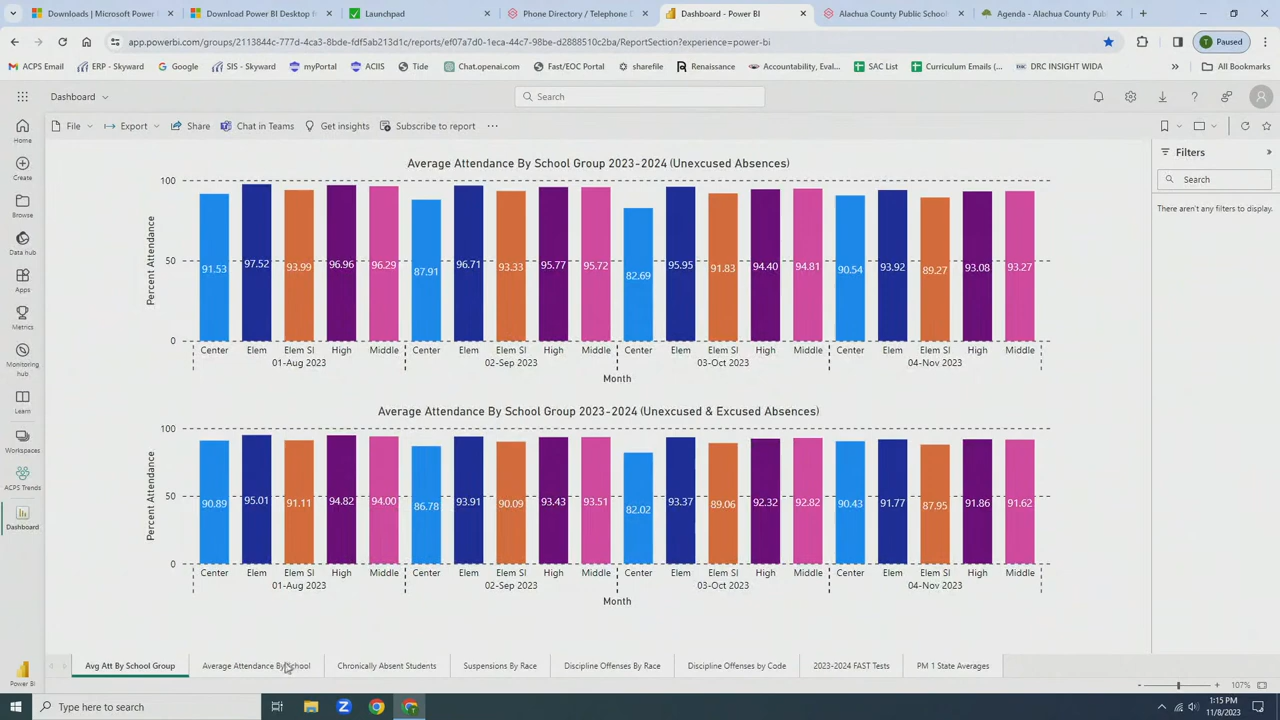 Downloads | Microsoft Power
Download Power BI Desktop f
Launchpad
Phone Directory / Telephone D
Dashboard - Power BI
Alachua County Public School
Agenda - Alachua County Publ
app.powerbi.com/groups/2113844c-777d-4ca3-8bde-fdf5ab213d1c/reports/ef07a7d0-1eca-44c7-98be-d2888510c2ba/ReportSection?experience=power-bi
T Paused
ACPS Email
ERP - Skyward
Google
SIS - Skyward
myPortal
ACIIS
Tide
Chat.openai.com
Fast/EOC Portal
sharefile
Renaissance
Accountability, Eval...
SAC List
Curriculum Emails (...
DRC INSIGHT WIDA
All Bookmarks
Dashboard
Search
File
Export
Share
Chat in Teams
Get insights
Subscribe to report
Home
Create
Browse
Data hub
Apps
Metrics
Monitoring
hub
Learn
Workspaces
ACPS Trends
Dashboard
Power BI
Filters
Search
There aren't any filters to display.
Average Attendance By School Group 2023-2024 (Unexcused Absences)
Percent Attendance
100
50
0
91.53 97.52 93.99 96.96 96.29 87.91 96.71 93.33 95.77 95.72 82.69 95.95 91.83 94.40 94.81 90.54 93.92 89.27 93.08 93.27
Center Elem Elem SI High Middle Center Elem Elem SI High Middle Center Elem Elem SI High Middle Center Elem Elem SI High Middle
01-Aug 2023 02-Sep 2023 03-Oct 2023 04-Nov 2023
Month
Average Attendance By School Group 2023-2024 (Unexcused & Excused Absences)
Percent Attendance
100
50
0
90.89 95.01 91.11 94.82 94.00 86.78 93.91 90.09 93.43 93.51 82.02 93.37 89.06 92.32 92.82 90.43 91.77 87.95 91.86 91.62
Center Elem Elem SI High Middle Center Elem Elem SI High Middle Center Elem Elem SI High Middle Center Elem Elem SI High Middle
01-Aug 2023 02-Sep 2023 03-Oct 2023 04-Nov 2023
Month
Avg Att By School Group
Average Attendance By School
Chronically Absent Students
Suspensions By Race
Discipline Offenses By Race
Discipline Offenses by Code
2023-2024 FAST Tests
PM 1 State Averages
107%
Type here to search
1:15 PM
11/8/2023